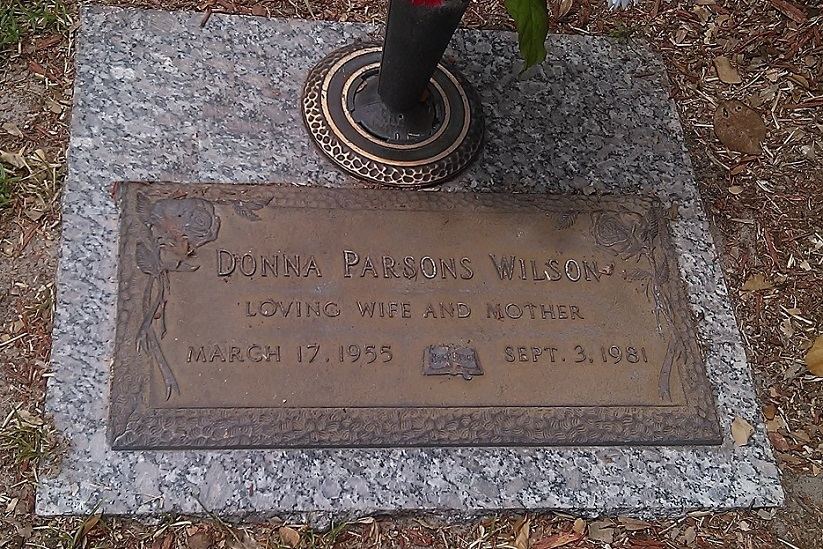 DONNA PARSONS WILSON
LOVING WIFE AND MOTHER
MARCH 17, 1955 SEPT. 3, 1981